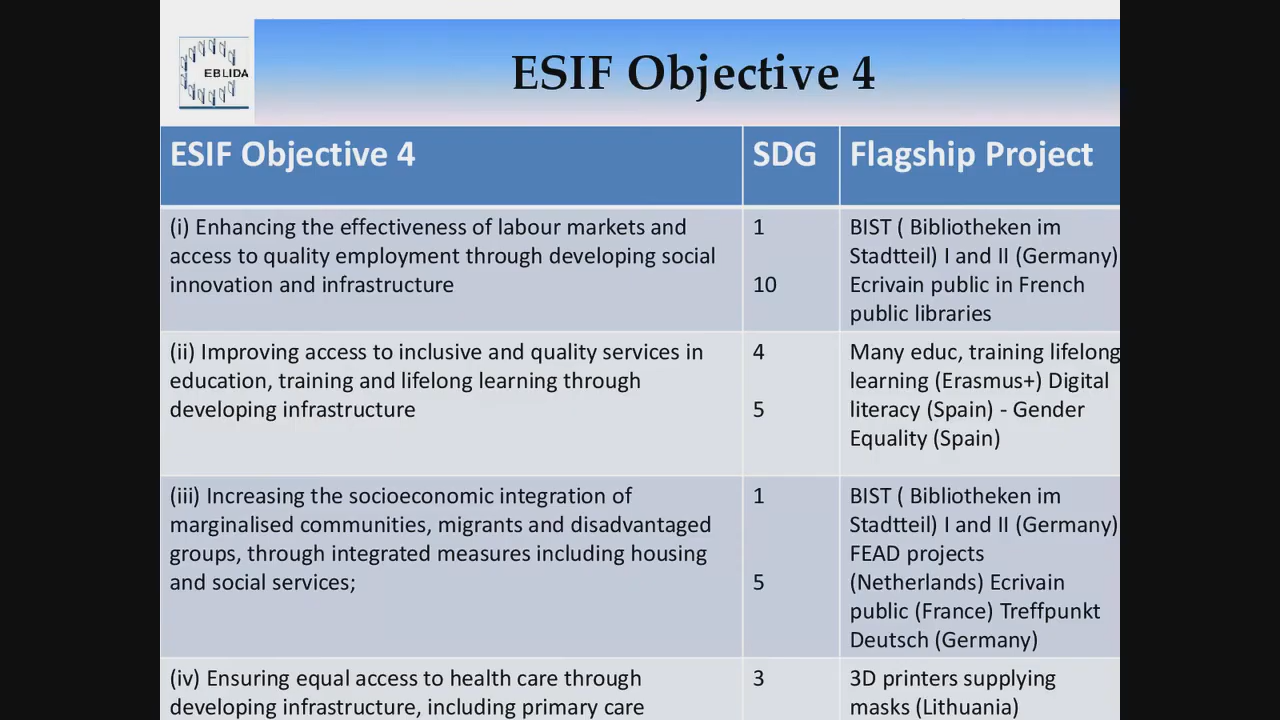 EBLIDA
ESIF Objective 4
ESIF Objective 4
SDG
Flagship Project
(i) Enhancing the effectiveness of labour markets and
access to quality employment through developing social
innovation and infrastructure
1
10
BIST ( Bibliotheken im
Stadtteil) I and II (Germany)
Ecrivain public in French
public libraries
(ii) Improving access to inclusive and quality services in
education, training and lifelong learning through
developing infrastructure
4
5
Many educ, training lifelong
learning (Erasmus+) Digital
literacy (Spain) - Gender
Equality (Spain)
(iii) Increasing the socioeconomic integration of
marginalised communities, migrants and disadvantaged
groups, through integrated measures including housing
and social services;
1
5
BIST ( Bibliotheken im
Stadtteil) I and II (Germany)
FEAD projects
(Netherlands) Ecrivain
public (France) Treffpunkt
Deutsch (Germany)
(iv) Ensuring equal access to health care through
developing infrastructure, including primary care
3
3D printers supplying
masks (Lithuania)